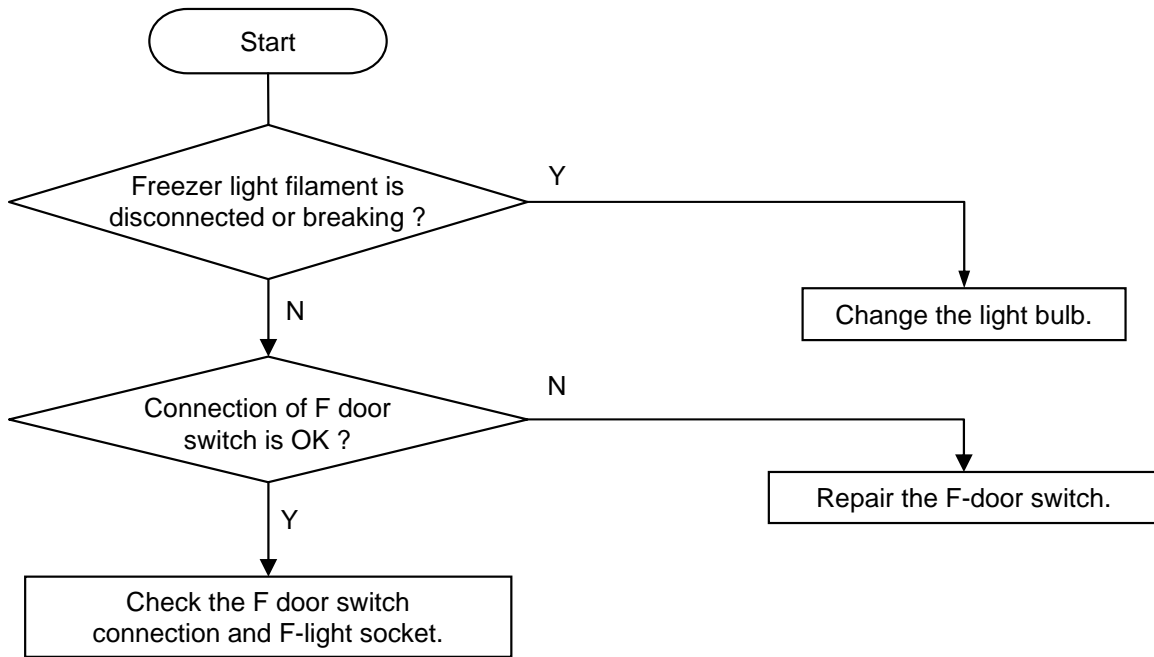 Start
Freezer light filament is
disconnected or breaking ?
Y
N
Change the light bulb.
Connection of F door
switch is OK ?
N
Y
Repair the F-door switch.
Check the F door switch
connection and F-light socket.